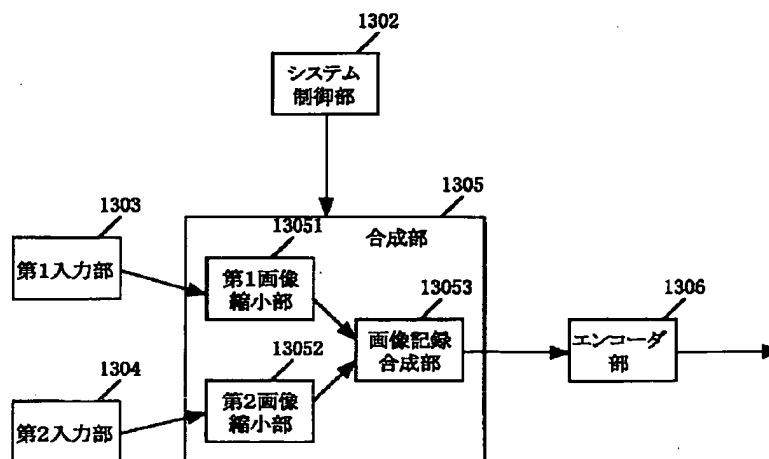 1302
システム
制御部
1305
合成部
1303
第1入力部
13051
第1画像
縮小部
13053
画像記録
合成部
1306
エンコーダ
部
13052
第2画像
縮小部
1304
第2入力部